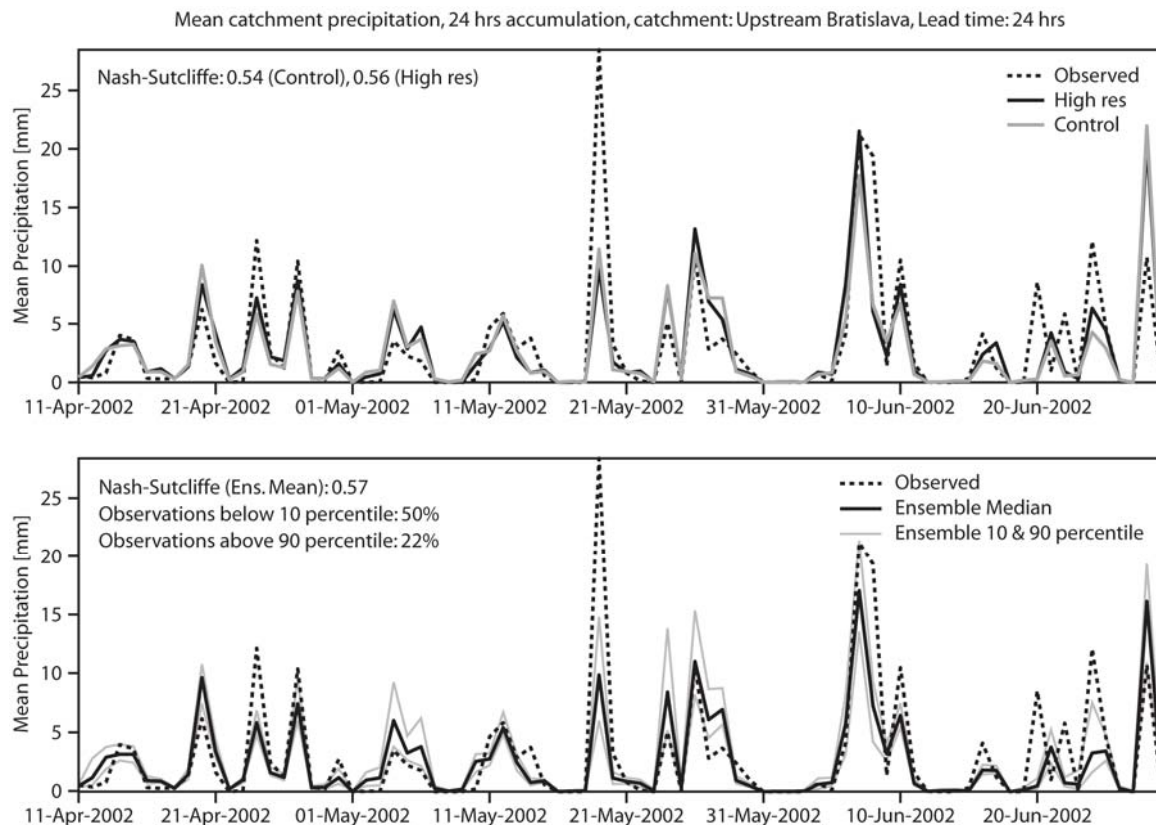 Mean catchment precipitation, 24 hrs accumulation, catchment: Upstream Bratislava, Lead time: 24 hrs
Nash-Sutcliffe: 0.54 (Control), 0.56 (High res)
Observed
High res
Control
Mean Precipitation [mm]
25
20
15
10
5
0
11-Apr-2002
21-Apr-2002
01-May-2002
11-May-2002
21-May-2002
31-May-2002
10-Jun-2002
20-Jun-2002
Nash-Sutcliffe (Ens. Mean): 0.57
Observations below 10 percentile: 50%
Observations above 90 percentile: 22%
Observed
Ensemble Median
Ensemble 10 & 90 percentile
Mean Precipitation [mm]
25
20
15
10
5
0
11-Apr-2002
21-Apr-2002
01-May-2002
11-May-2002
21-May-2002
31-May-2002
10-Jun-2002
20-Jun-2002